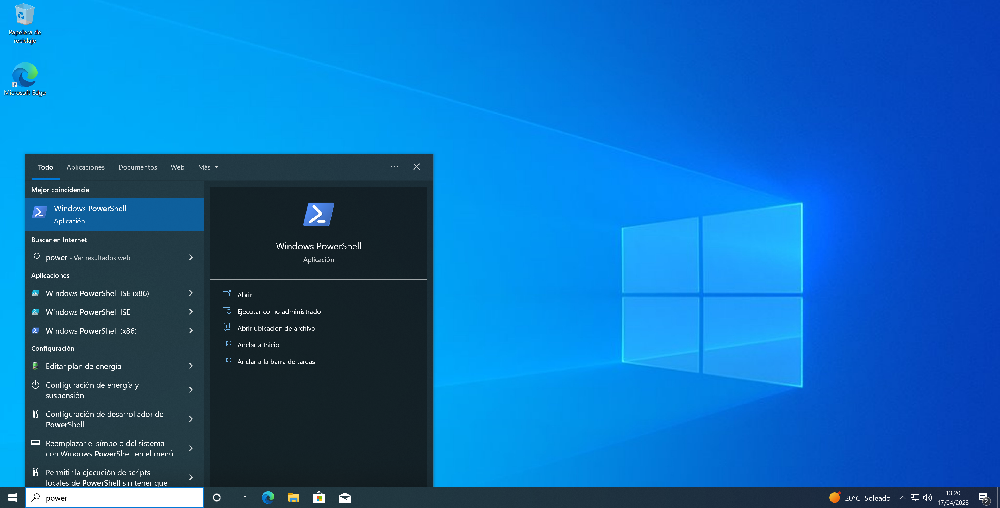 Papelera de
reciclaje
Microsoft Edge
Todo Aplicaciones Documentos Web Más
Mejor coincidencia
Windows PowerShell
Aplicación
Buscar en Internet
power - Ver resultados web
Aplicaciones
Windows PowerShell ISE (x86)
Windows PowerShell ISE
Windows PowerShell (x86)
Configuración
Editar plan de energía
Configuración de energía y
suspensión
Configuración de desarrollador de
PowerShell
Reemplazar el símbolo del sistema
con Windows PowerShell en el menú
Permitir la ejecución de scripts
locales de PowerShell sin tener que
Windows PowerShell
Aplicación
Abrir
Ejecutar como administrador
Abrir ubicación de archivo
Anclar a Inicio
Anclar a la barra de tareas
power
20°C Soleado
13:20
17/04/2023
2